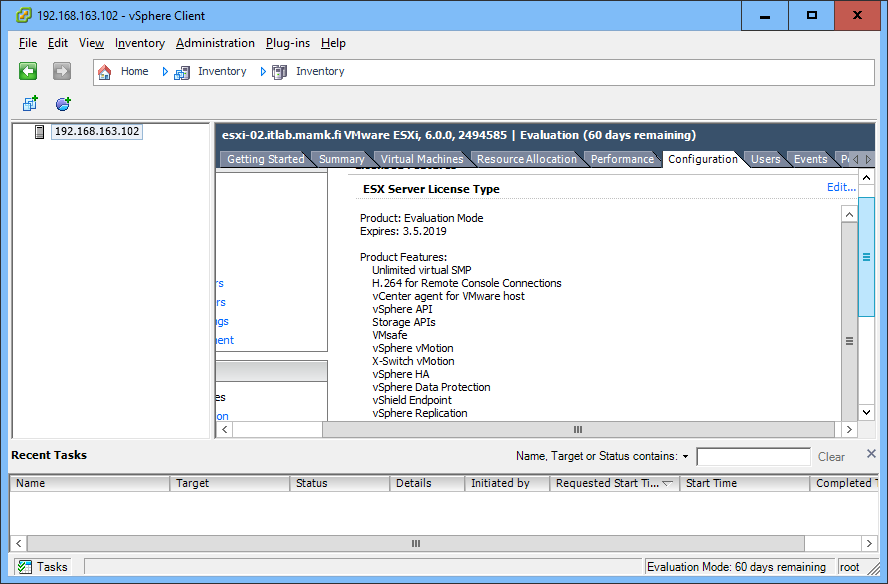 192.168.163.102 - vSphere Client
File Edit View Inventory Administration Plug-ins Help
Home Inventory Inventory
192.168.163.102
esxi-02.itlab.mamk.fi VMware ESXi, 6.0.0, 2494585 | Evaluation (60 days remaining)
Getting Started Summary Virtual Machines Resource Allocation Performance Configuration Users Events
ESX Server License Type Edit...
Product: Evaluation Mode
Expires: 3.5.2019
Product Features:
Unlimited virtual SMP
H.264 for Remote Console Connections
vCenter agent for VMware host
vSphere API
Storage APIs
VMsafe
vSphere vMotion
X-Switch vMotion
vSphere HA
vSphere Data Protection
vShield Endpoint
vSphere Replication
rs
rs
gs
ent
es
on
Recent Tasks Name, Target or Status contains: Clear
Name Target Status Details Initiated by Requested Start Ti... Start Time Completed T
Tasks Evaluation Mode: 60 days remaining root